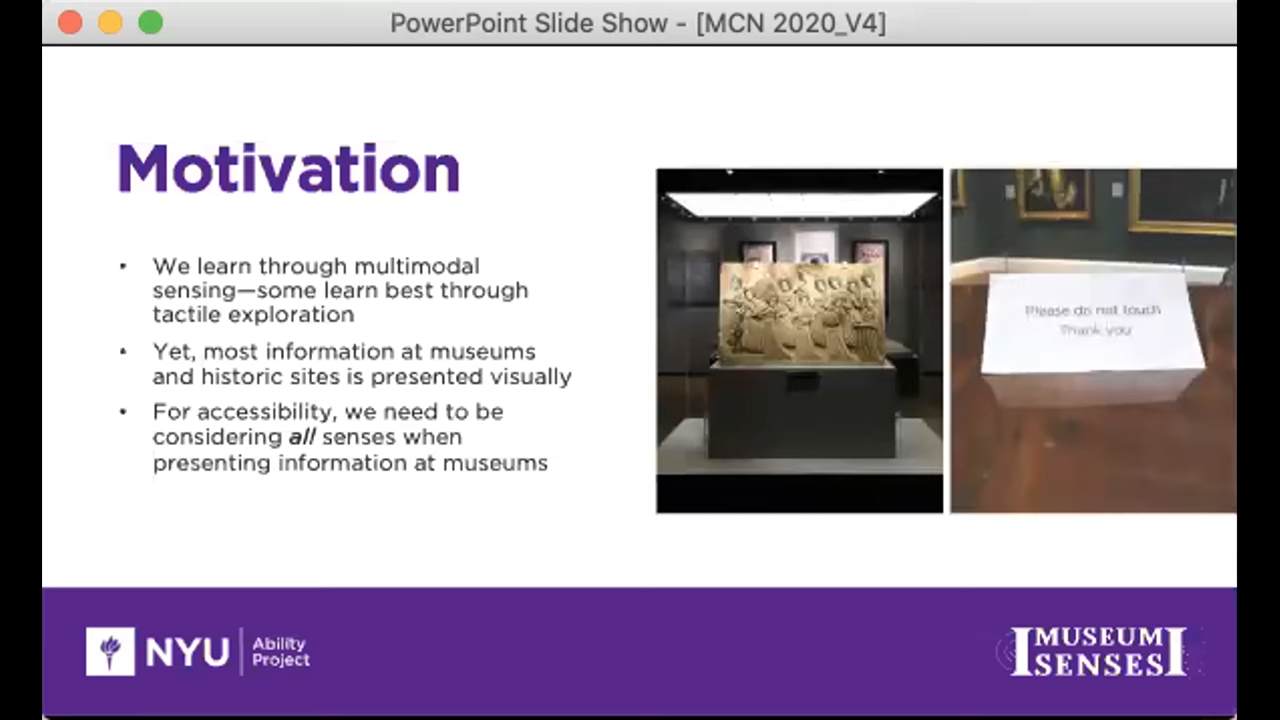 PowerPoint Slide Show - [MCN 2020_V4]
Motivation
• We learn through multimodal
sensing—some learn best through
tactile exploration
• Yet, most information at museums
and historic sites is presented visually
• For accessibility, we need to be
considering all senses when
presenting information at museums
Please do not touch
Thank you
NYU
Ability
Project
MUSEUM
SENSES